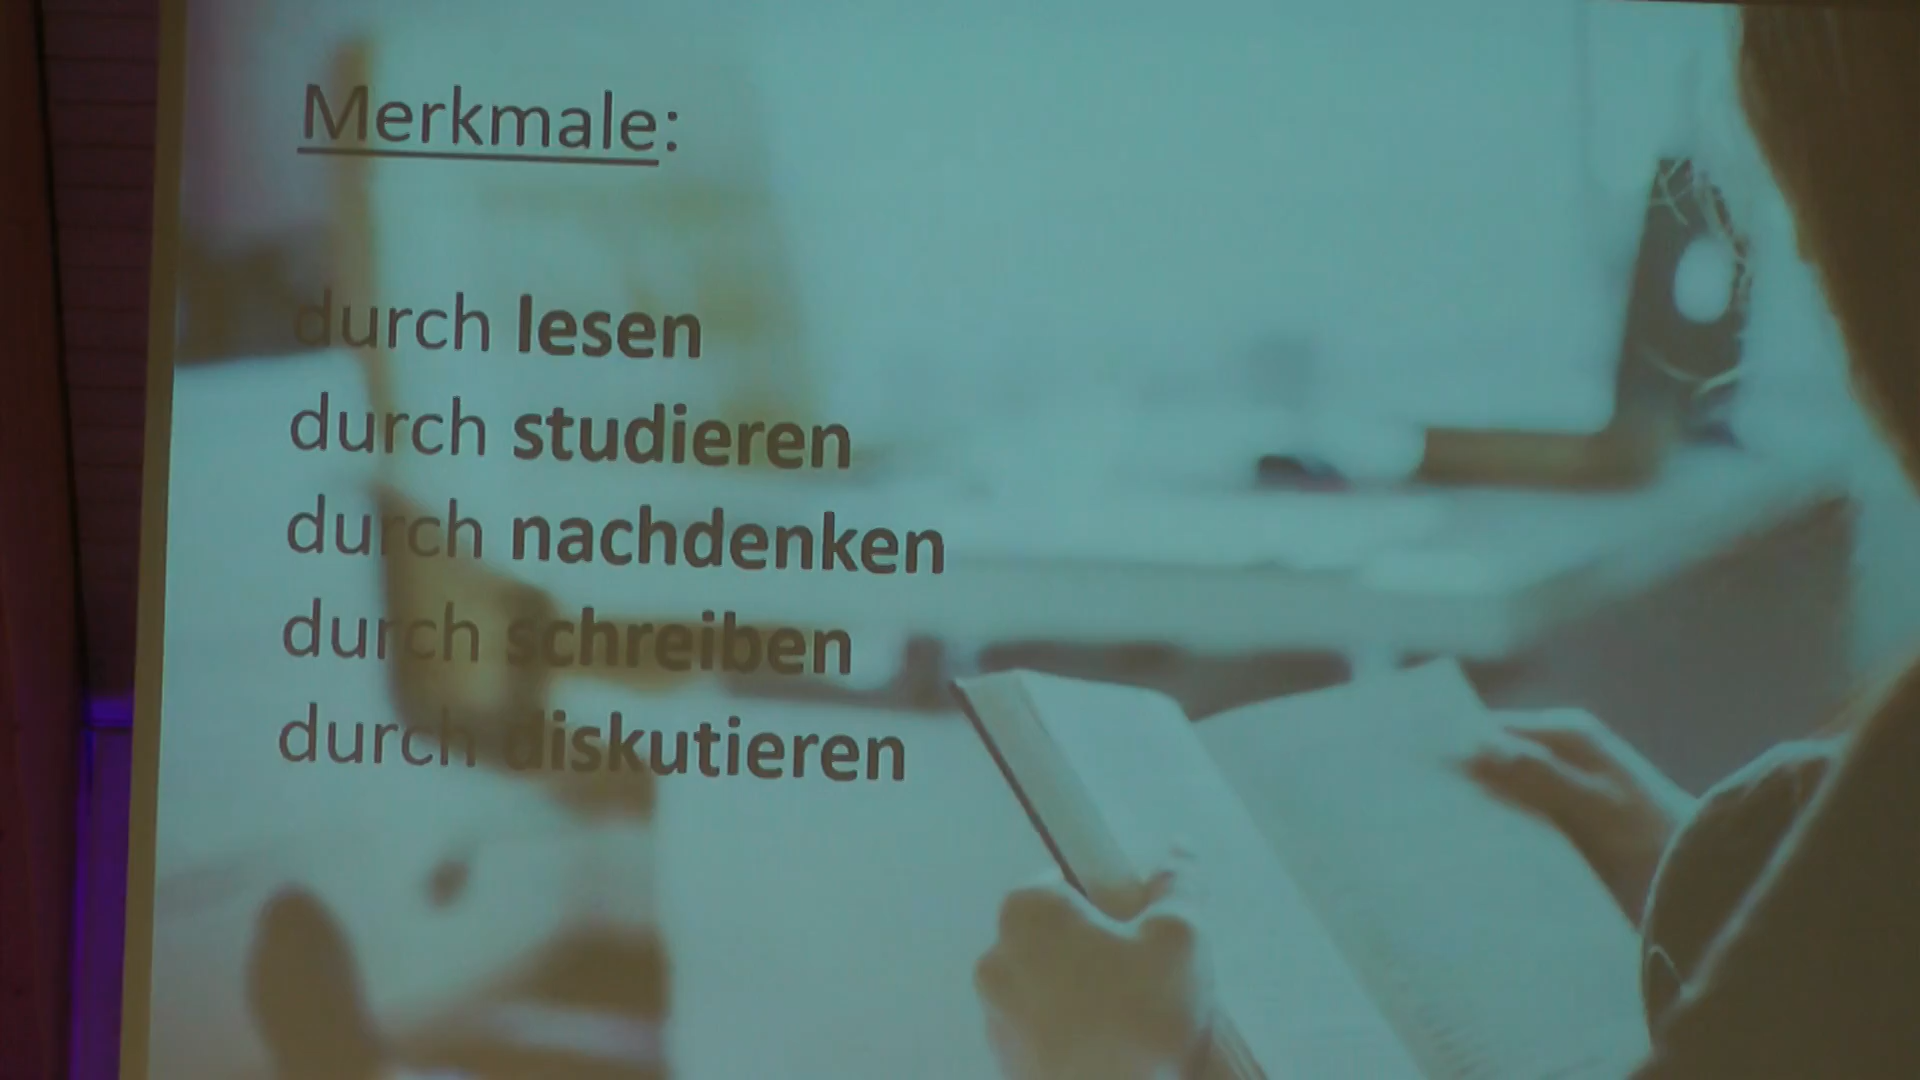 Merkmale:
durch lesen
durch studieren
durch nachdenken
durch schreiben
durch diskutieren